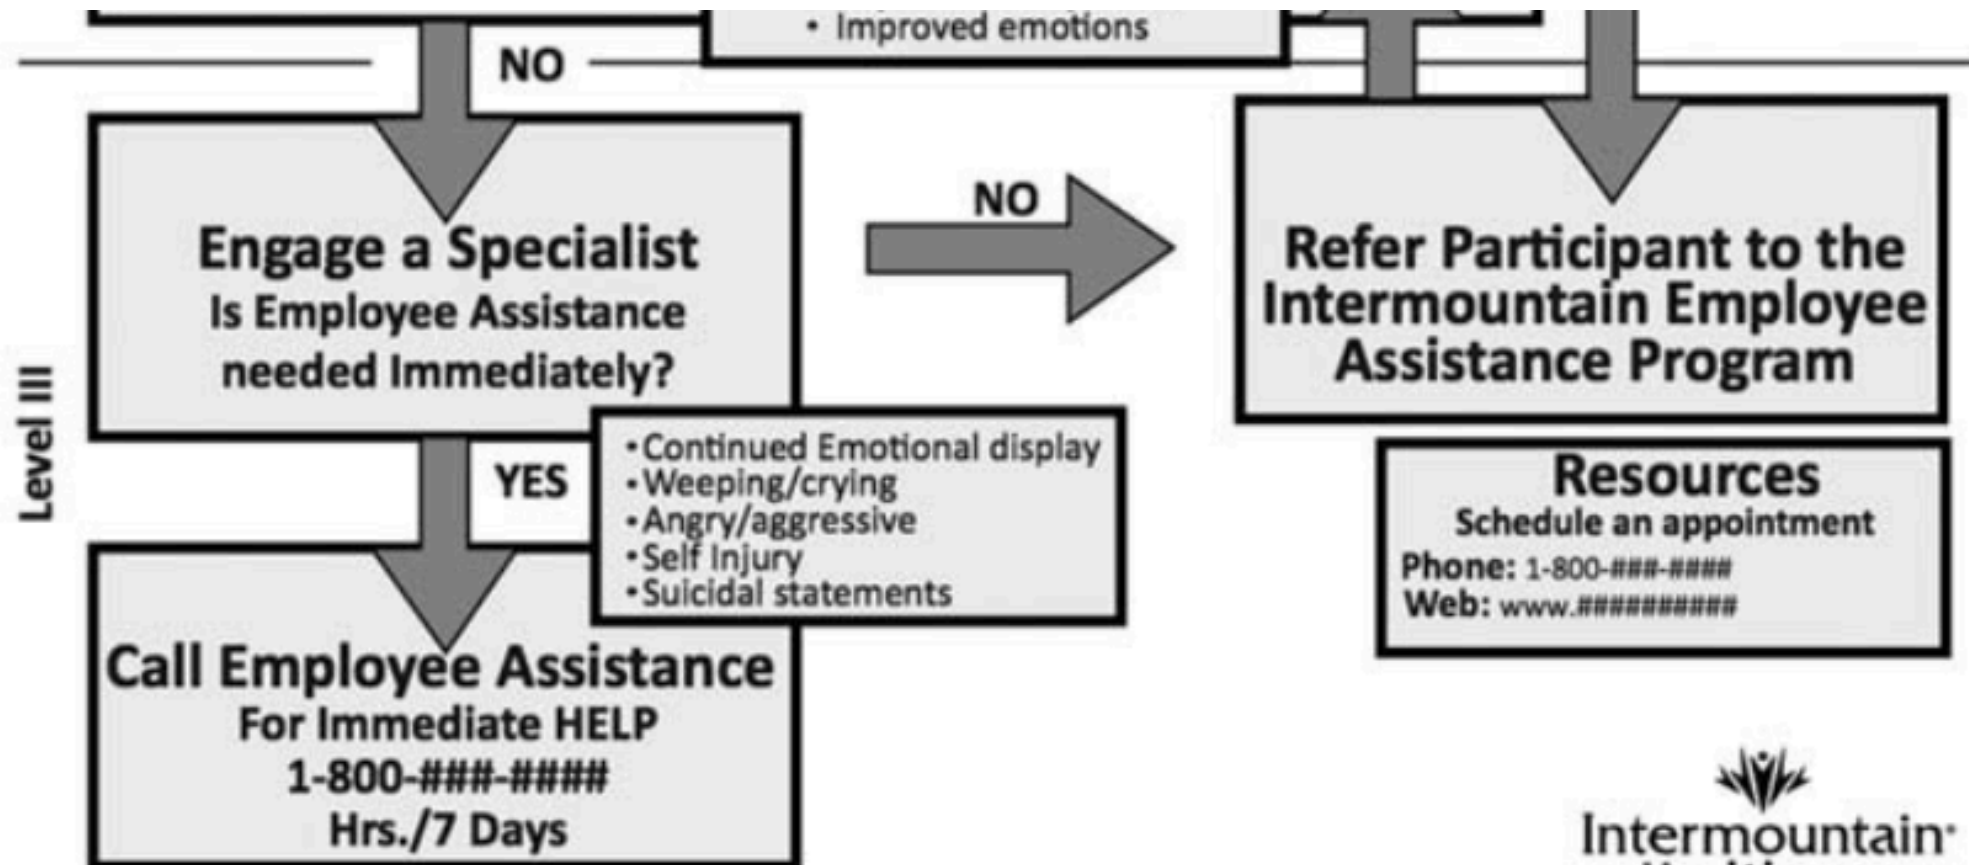 • Improved emotions
NO
Engage a Specialist
Is Employee Assistance
needed Immediately?
NO
Refer Participant to the
Intermountain Employee
Assistance Program
Level III
YES
•Continued Emotional display
•Weeping/crying
•Angry/aggressive
•Self Injury
•Suicidal statements
Resources
Schedule an appointment
Phone: 1-800-###-####
Web: www.##########
Call Employee Assistance
For Immediate HELP
1-800-###-####
Hrs./7 Days
Intermountain